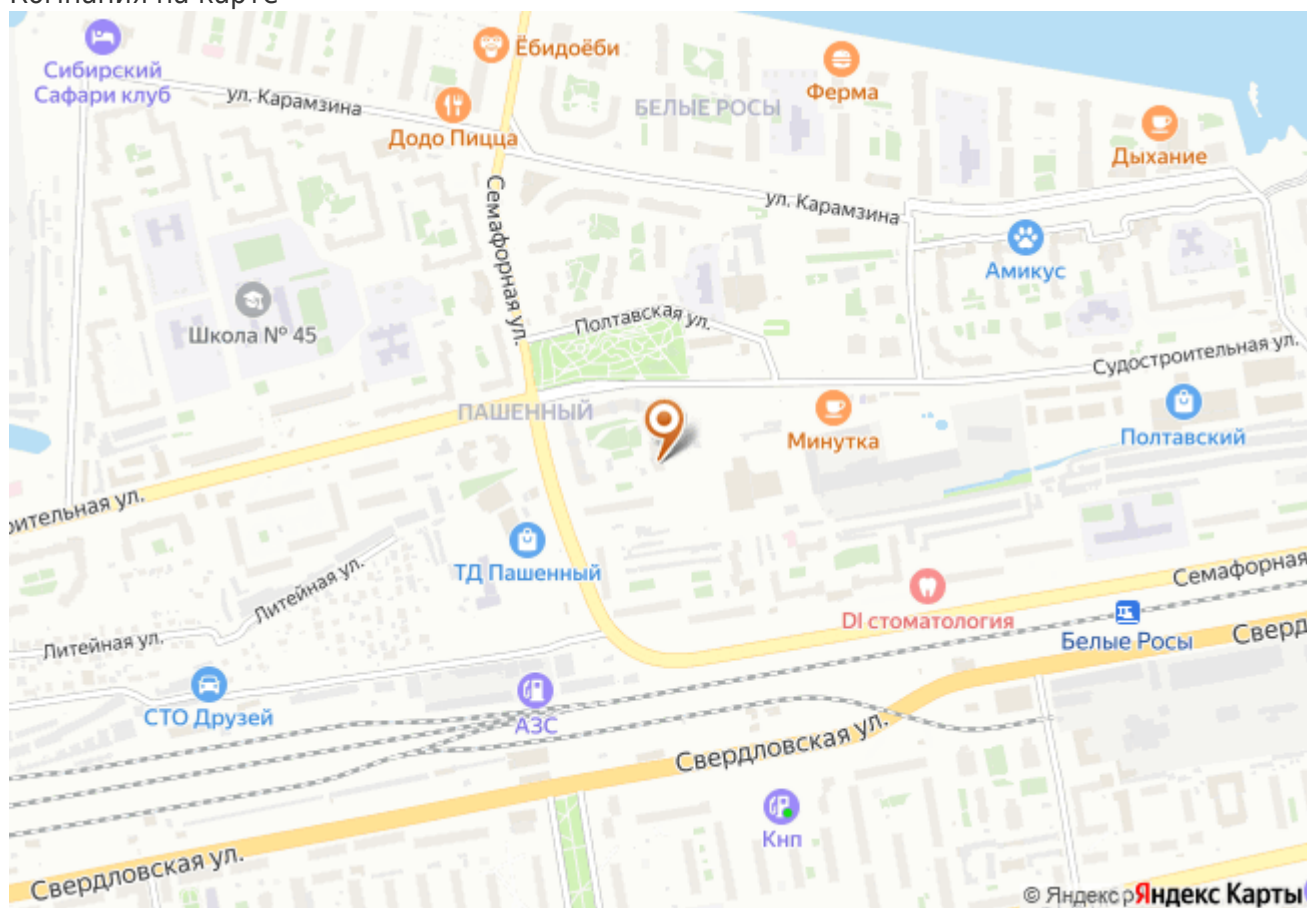 Компания на карте
Ёбидоёби
Сибирский
Сафари клуб
ул. Карамзина
Додо Пицца
БЕЛЫЕ РОСЫ
Ферма
Дыхание
Семафорная ул.
ул. Карамзина
Амикус
Школа № 45
Полтавская ул.
Судостроительная ул.
ПАШЕННЫЙ
Минутка
Полтавский
оительная ул.
ТД Пашенный
Литейная ул.
Литейная ул.
DI стоматология
Семафорная
Белые Росы
Сверд
СТО Друзей
АЗС
Свердловская ул.
Кнп
Свердловская ул.
© Яндекс Яндекс Карты